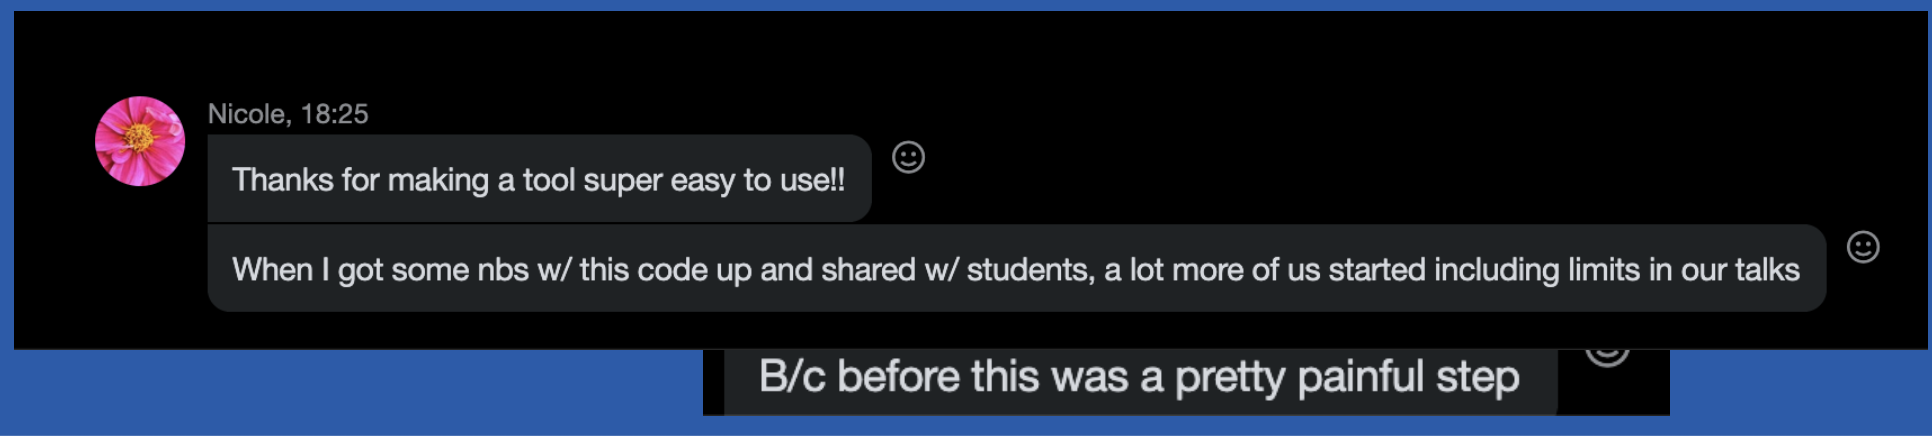 Nicole, 18:25
Thanks for making a tool super easy to use!!
When I got some nbs w/ this code up and shared w/ students, a lot more of us started including limits in our talks
B/c before this was a pretty painful step